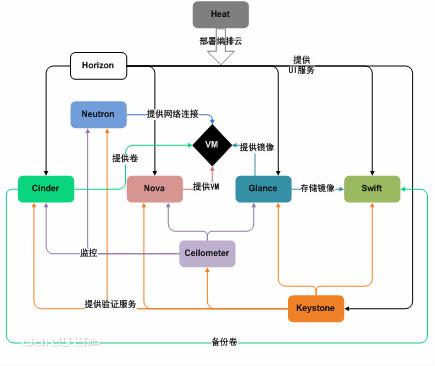 Heat
部署编排云
提供
UI服务
Horizon
Neutron
提供网络连接
VM
提供镜像
提供卷
Cinder
Nova
提供VM
Glance
存储镜像
Swift
监控
Ceilometer
提供验证服务
Keystone
备份卷